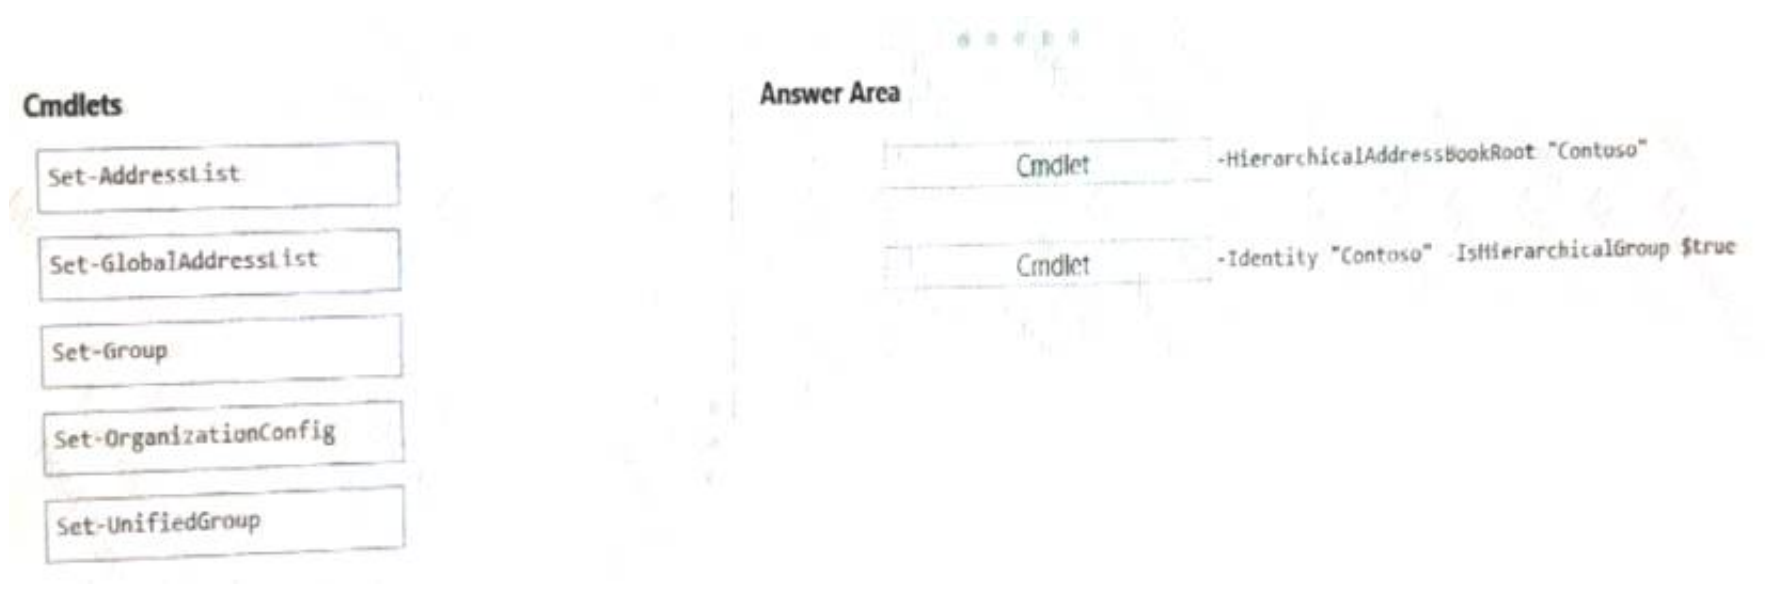 Cmdlets
Set-AddressList
Set-GlobalAddressList
Set-Group
Set-OrganizationConfig
Set-UnifiedGroup
Answer Area
Cmdlet -HierarchicalAddressBookRoot "Contoso"
Cmdlet -Identity "Contoso" -IsHierarchicalGroup $true